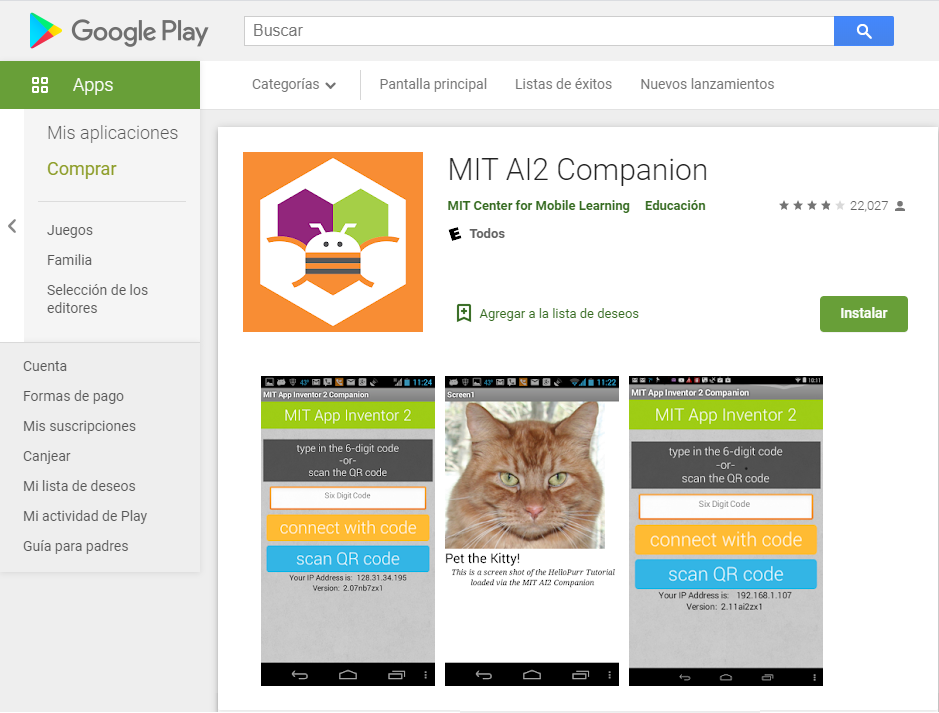 Google Play
Buscar
Apps
Categorías
Pantalla principal
Listas de éxitos
Nuevos lanzamientos
Mis aplicaciones
Comprar
Juegos
Familia
Selección de los
editores
Cuenta
Formas de pago
Mis suscripciones
Canjear
Mi lista de deseos
Mi actividad de Play
Guía para padres
MIT AI2 Companion
MIT Center for Mobile Learning Educación
22,027
E Todos
Agregar a la lista de deseos
Instalar
43° 11:24
MIT App Inventor 2 Companion
MIT App Inventor 2
type in the 6-digit code
-or-
scan the QR code
Six Digit Code
connect with code
scan QR code
Your IP Address is: 128.31.34.195
Version: 2.07nb7zx1
43° 11:22
Screen1
Pet the Kitty!
This is a screen shot of the HelloPurr Tutorial
loaded via the MIT AI2 Companion
10:11
MIT App Inventor 2 Companion
MIT App Inventor 2
type in the 6-digit code
-or-
scan the QR code
Six Digit Code
connect with code
scan QR code
Your IP Address is: 192.168.1.107
Version: 2.11ai2zx1